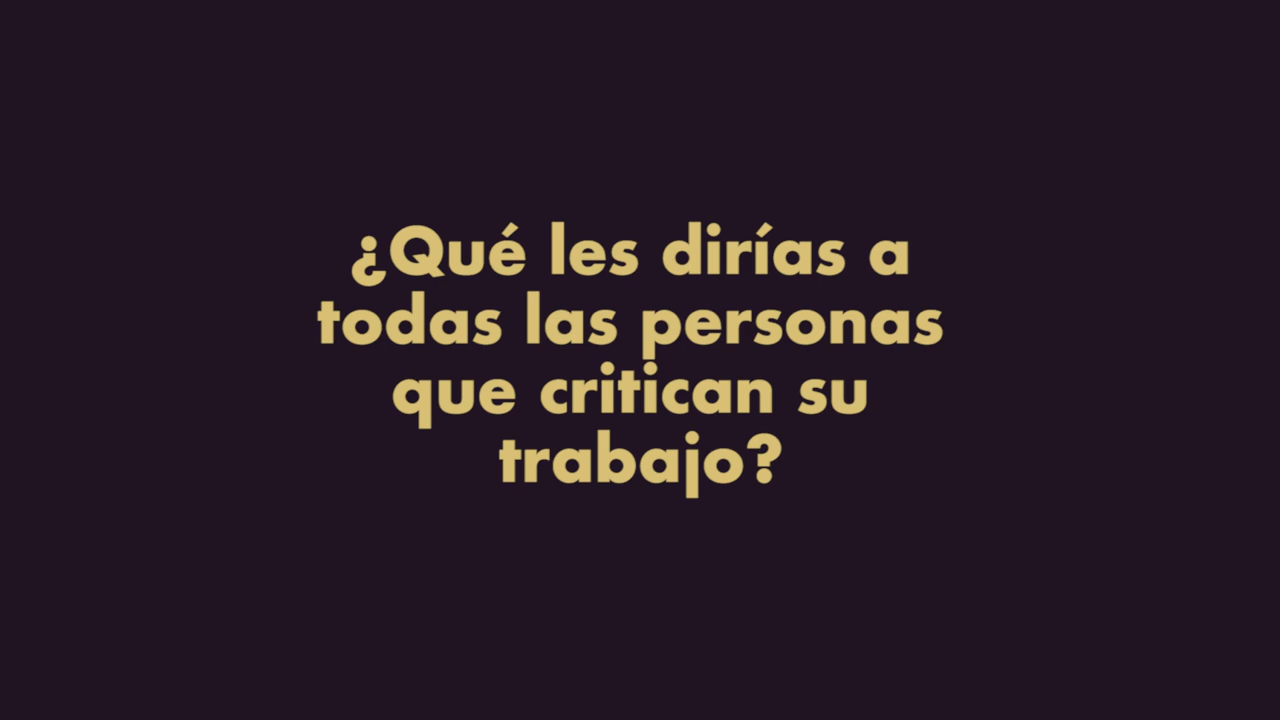 ¿Qué les dirías a
todas las personas
que critican su
trabajo?